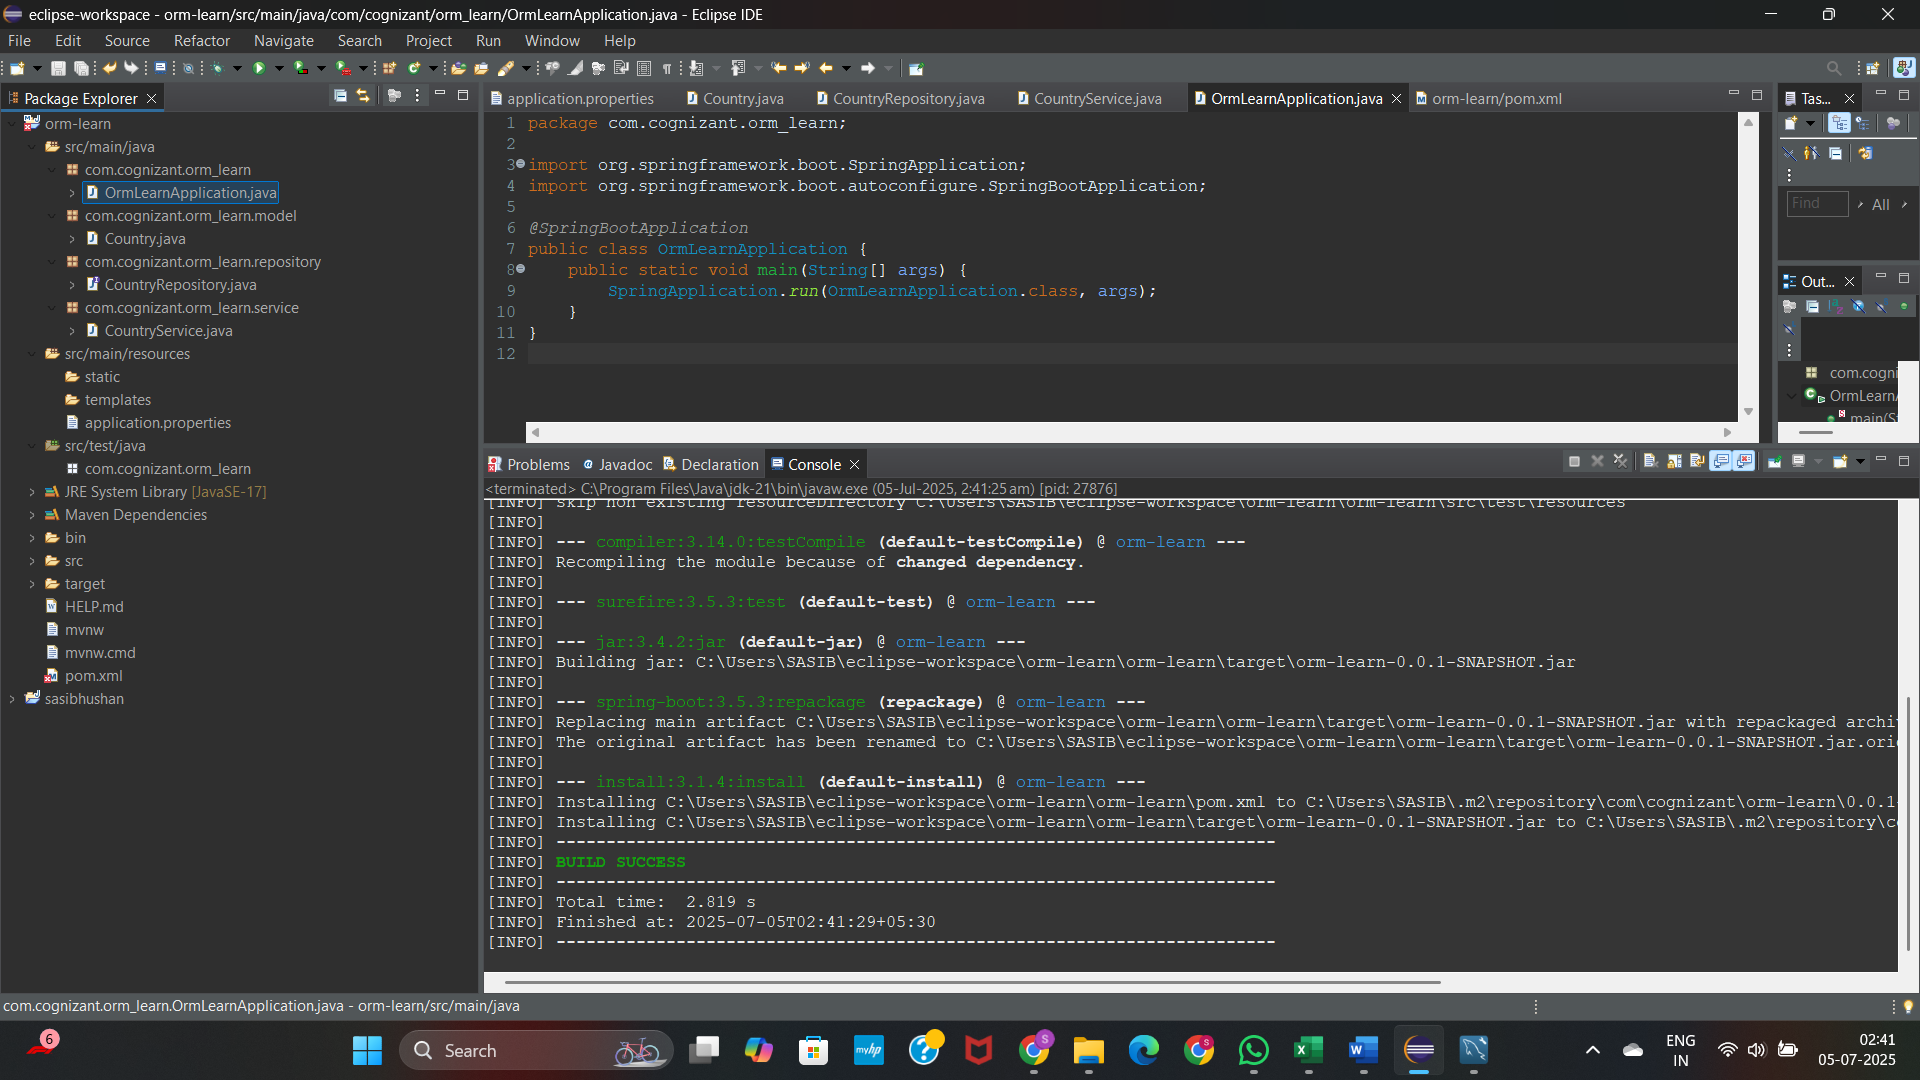 eclipse-workspace - orm-learn/src/main/java/com/cognizant/orm_learn/OrmLearnApplication.java - Eclipse IDE
File Edit Source Refactor Navigate Search Project Run Window Help
Package Explorer
orm-learn
src/main/java
com.cognizant.orm_learn
OrmLearnApplication.java
com.cognizant.orm_learn.model
Country.java
com.cognizant.orm_learn.repository
CountryRepository.java
com.cognizant.orm_learn.service
CountryService.java
src/main/resources
static
templates
application.properties
src/test/java
com.cognizant.orm_learn
JRE System Library [JavaSE-17]
Maven Dependencies
bin
src
target
HELP.md
mvnw
mvnw.cmd
pom.xml
sasibhushan
application.properties Country.java CountryRepository.java CountryService.java OrmLearnApplication.java orm-learn/pom.xml
1 package com.cognizant.orm_learn;
2
3 import org.springframework.boot.SpringApplication;
4 import org.springframework.boot.autoconfigure.SpringBootApplication;
5
6 @SpringBootApplication
7 public class OrmLearnApplication {
8 public static void main(String[] args) {
9 SpringApplication.run(OrmLearnApplication.class, args);
10 }
11 }
12
Tas...
Find All
Out...
com.cogni
OrmLearnA
main(S
Problems Javadoc Declaration Console
<terminated> C:\Program Files\Java\jdk-21\bin\javaw.exe (05-Jul-2025, 2:41:25 am) [pid: 27876]
[INFO] skip non existing resourceDirectory C:\Users\SASIB\eclipse-workspace\orm-learn\orm-learn\src\test\resources
[INFO]
[INFO] --- compiler:3.14.0:testCompile (default-testCompile) @ orm-learn ---
[INFO] Recompiling the module because of changed dependency.
[INFO]
[INFO] --- surefire:3.5.3:test (default-test) @ orm-learn ---
[INFO]
[INFO] --- jar:3.4.2:jar (default-jar) @ orm-learn ---
[INFO] Building jar: C:\Users\SASIB\eclipse-workspace\orm-learn\orm-learn\target\orm-learn-0.0.1-SNAPSHOT.jar
[INFO]
[INFO] --- spring-boot:3.5.3:repackage (repackage) @ orm-learn ---
[INFO] Replacing main artifact C:\Users\SASIB\eclipse-workspace\orm-learn\orm-learn\target\orm-learn-0.0.1-SNAPSHOT.jar with repackaged archi
[INFO] The original artifact has been renamed to C:\Users\SASIB\eclipse-workspace\orm-learn\orm-learn\target\orm-learn-0.0.1-SNAPSHOT.jar.ori
[INFO]
[INFO] --- install:3.1.4:install (default-install) @ orm-learn ---
[INFO] Installing C:\Users\SASIB\eclipse-workspace\orm-learn\orm-learn\pom.xml to C:\Users\SASIB\.m2\repository\com\cognizant\orm-learn\0.0.1-
[INFO] Installing C:\Users\SASIB\eclipse-workspace\orm-learn\orm-learn\target\orm-learn-0.0.1-SNAPSHOT.jar to C:\Users\SASIB\.m2\repository\c
[INFO] ------------------------------------------------------------------------
[INFO] BUILD SUCCESS
[INFO] ------------------------------------------------------------------------
[INFO] Total time:  2.819 s
[INFO] Finished at: 2025-07-05T02:41:29+05:30
[INFO] ------------------------------------------------------------------------
com.cognizant.orm_learn.OrmLearnApplication.java - orm-learn/src/main/java
6
Search
myhp
ENG
IN
02:41
05-07-2025